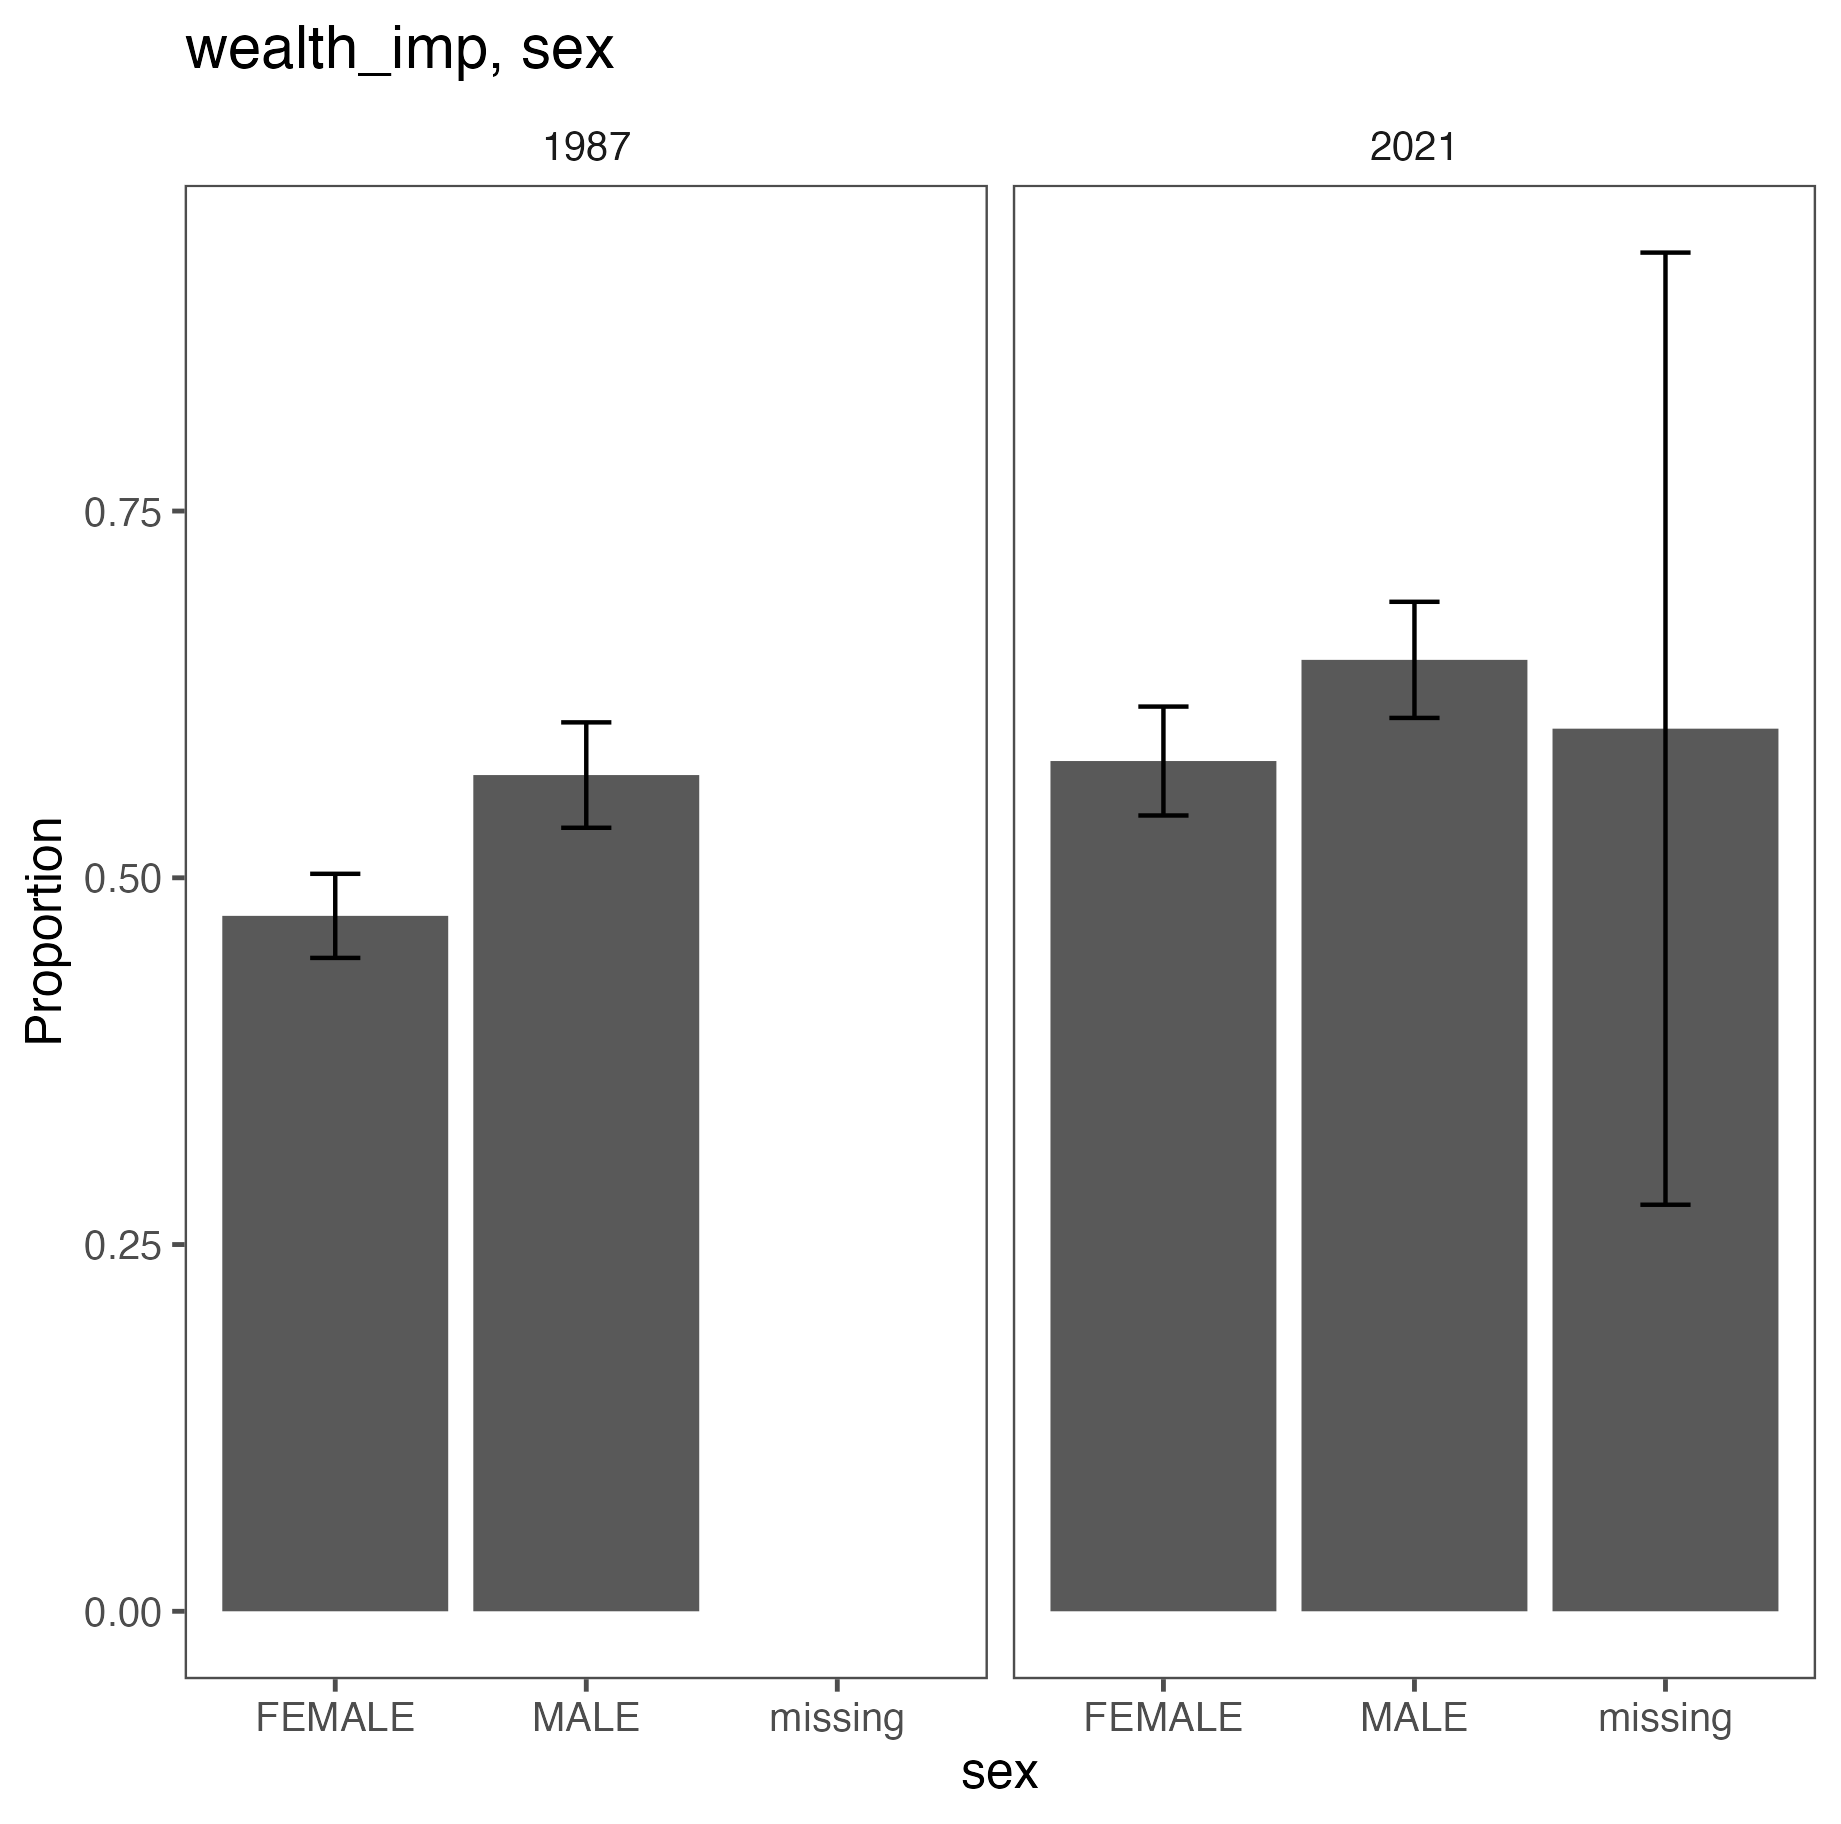 wealth_imp, sex
1987
2021
Proportion
0.75
0.50
0.25
0.00
FEMALE MALE missing
FEMALE MALE missing
sex